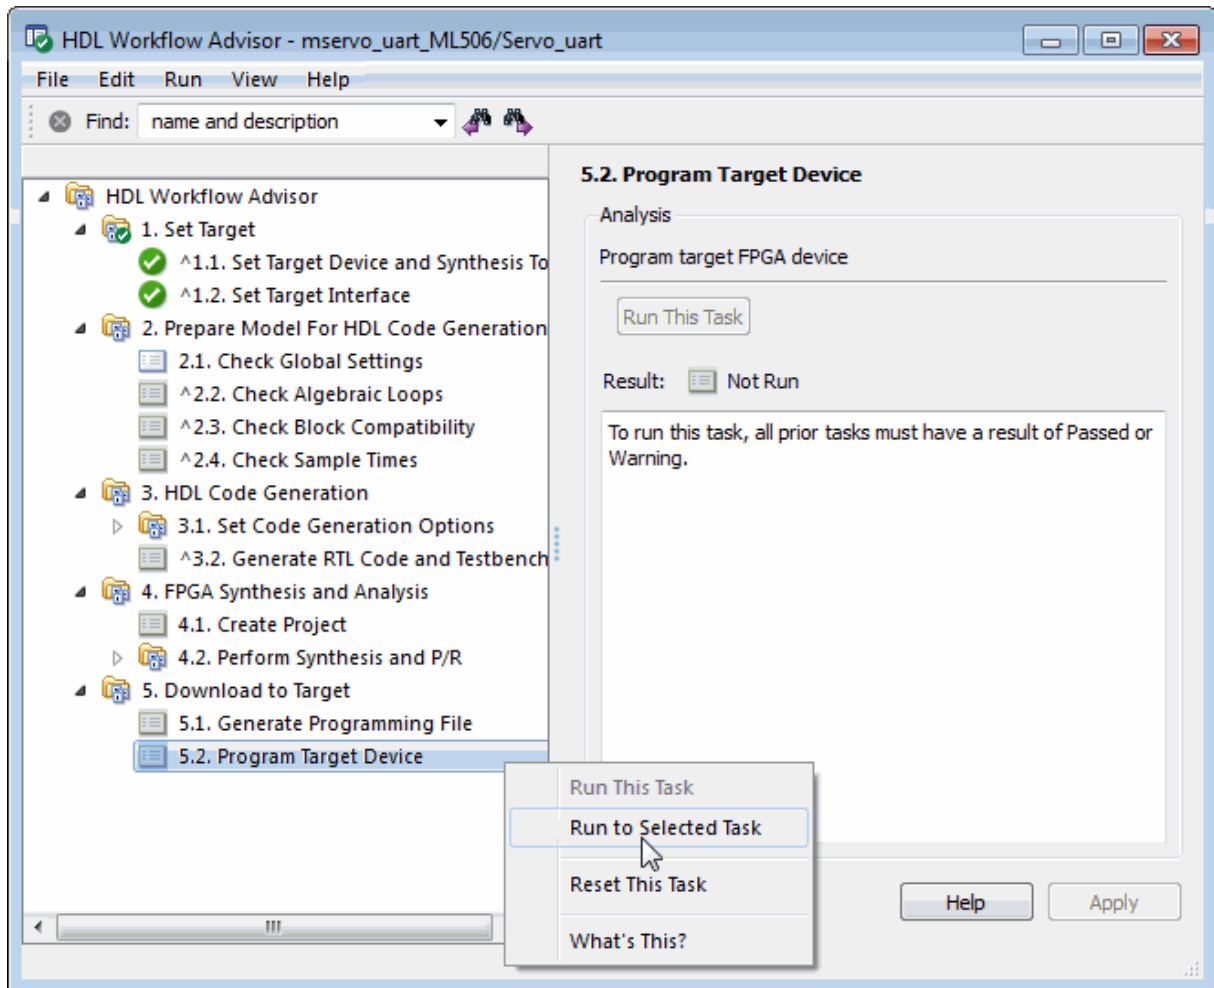 HDL Workflow Advisor - mservo_uart_ML506/Servo_uart
File Edit Run View Help
Find: name and description
HDL Workflow Advisor
1. Set Target
^1.1. Set Target Device and Synthesis To
^1.2. Set Target Interface
2. Prepare Model For HDL Code Generation
2.1. Check Global Settings
^2.2. Check Algebraic Loops
^2.3. Check Block Compatibility
^2.4. Check Sample Times
3. HDL Code Generation
3.1. Set Code Generation Options
^3.2. Generate RTL Code and Testbench
4. FPGA Synthesis and Analysis
4.1. Create Project
4.2. Perform Synthesis and P/R
5. Download to Target
5.1. Generate Programming File
5.2. Program Target Device
5.2. Program Target Device
Analysis
Program target FPGA device
Run This Task
Result: Not Run
To run this task, all prior tasks must have a result of Passed or
Warning.
Run This Task
Run to Selected Task
Reset This Task
What's This?
Help Apply